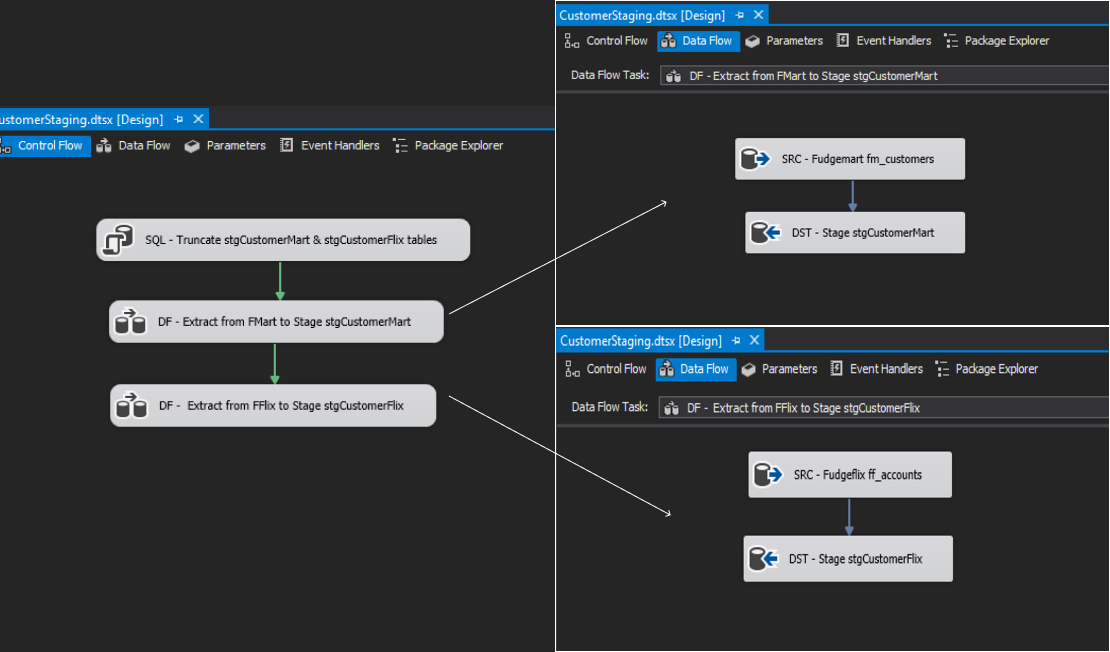 ustomerStaging.dtsx [Design]
Control Flow Data Flow Parameters Event Handlers Package Explorer
SQL - Truncate stgCustomerMart & stgCustomerFlix tables
DF - Extract from FMart to Stage stgCustomerMart
DF - Extract from FFlix to Stage stgCustomerFlix
CustomerStaging.dtsx [Design]
Control Flow Data Flow Parameters Event Handlers Package Explorer
Data Flow Task: DF - Extract from FMart to Stage stgCustomerMart
SRC - Fudgemart fm_customers
DST - Stage stgCustomerMart
CustomerStaging.dtsx [Design]
Control Flow Data Flow Parameters Event Handlers Package Explorer
Data Flow Task: DF - Extract from FFlix to Stage stgCustomerFlix
SRC - Fudgeflix ff_accounts
DST - Stage stgCustomerFlix